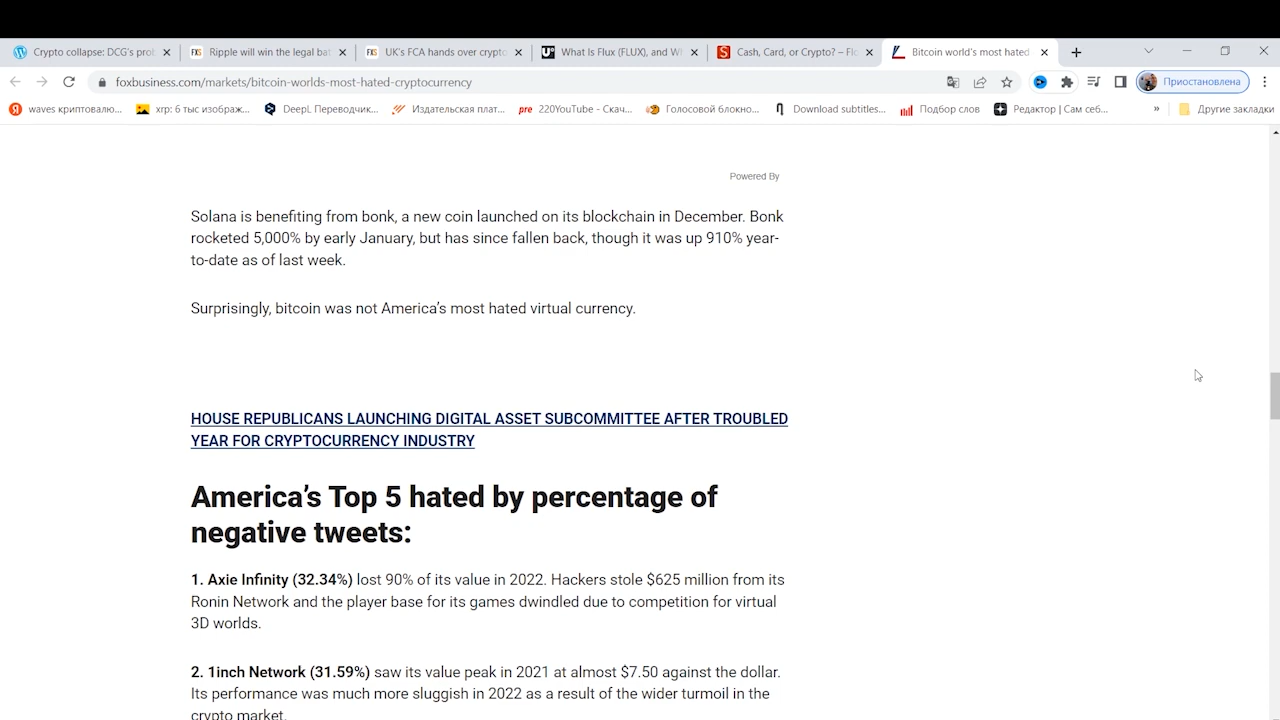 Crypto collapse: DCG's prol
Ripple will win the legal bat
UK's FCA hands over crypto
What Is Flux (FLUX), and W
Cash, Card, or Crypto? – Flo
Bitcoin world's most hated
foxbusiness.com/markets/bitcoin-worlds-most-hated-cryptocurrency
Приостановлена
waves криптовалю...
xrp: 6 тыс изображ...
DeepL Переводчик...
Издательская плат...
220YouTube - Скач...
Голосовой блокно...
Download subtitles...
Подбор слов
Редактор | Сам себ...
»
Другие закладки
Powered By
Solana is benefiting from bonk, a new coin launched on its blockchain in December. Bonk
rocketed 5,000% by early January, but has since fallen back, though it was up 910% year-
to-date as of last week.
Surprisingly, bitcoin was not America's most hated virtual currency.
HOUSE REPUBLICANS LAUNCHING DIGITAL ASSET SUBCOMMITTEE AFTER TROUBLED
YEAR FOR CRYPTOCURRENCY INDUSTRY
America's Top 5 hated by percentage of
negative tweets:
1. Axie Infinity (32.34%) lost 90% of its value in 2022. Hackers stole $625 million from its
Ronin Network and the player base for its games dwindled due to competition for virtual
3D worlds.
2. 1inch Network (31.59%) saw its value peak in 2021 at almost $7.50 against the dollar.
Its performance was much more sluggish in 2022 as a result of the wider turmoil in the
crypto market.